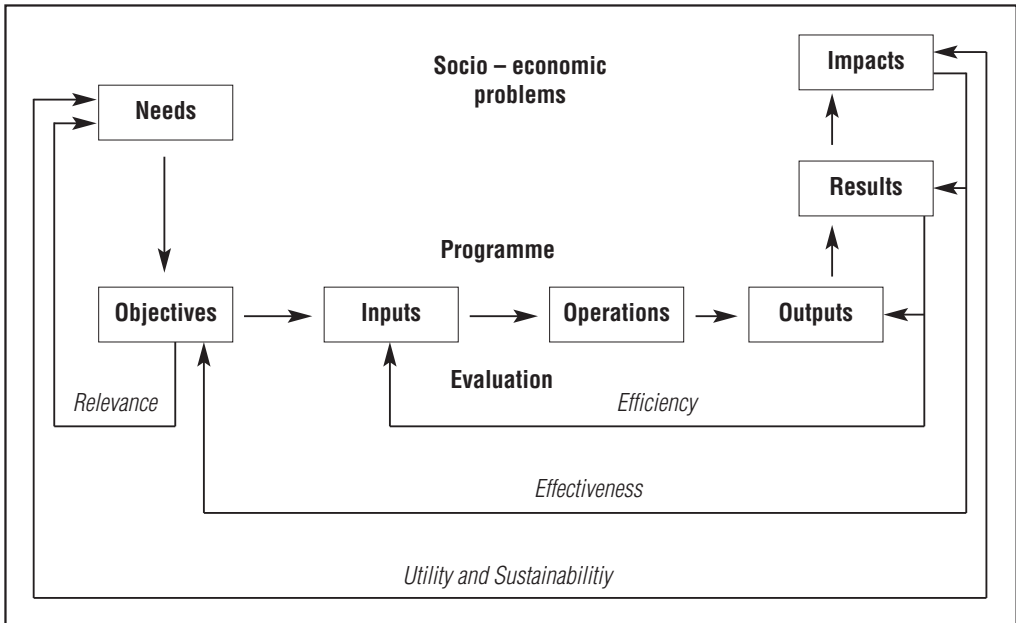 Socio – economic
problems
Impacts
Needs
Results
Programme
Objectives
Inputs
Operations
Outputs
Evaluation
Relevance
Efficiency
Effectiveness
Utility and Sustainabilitiy